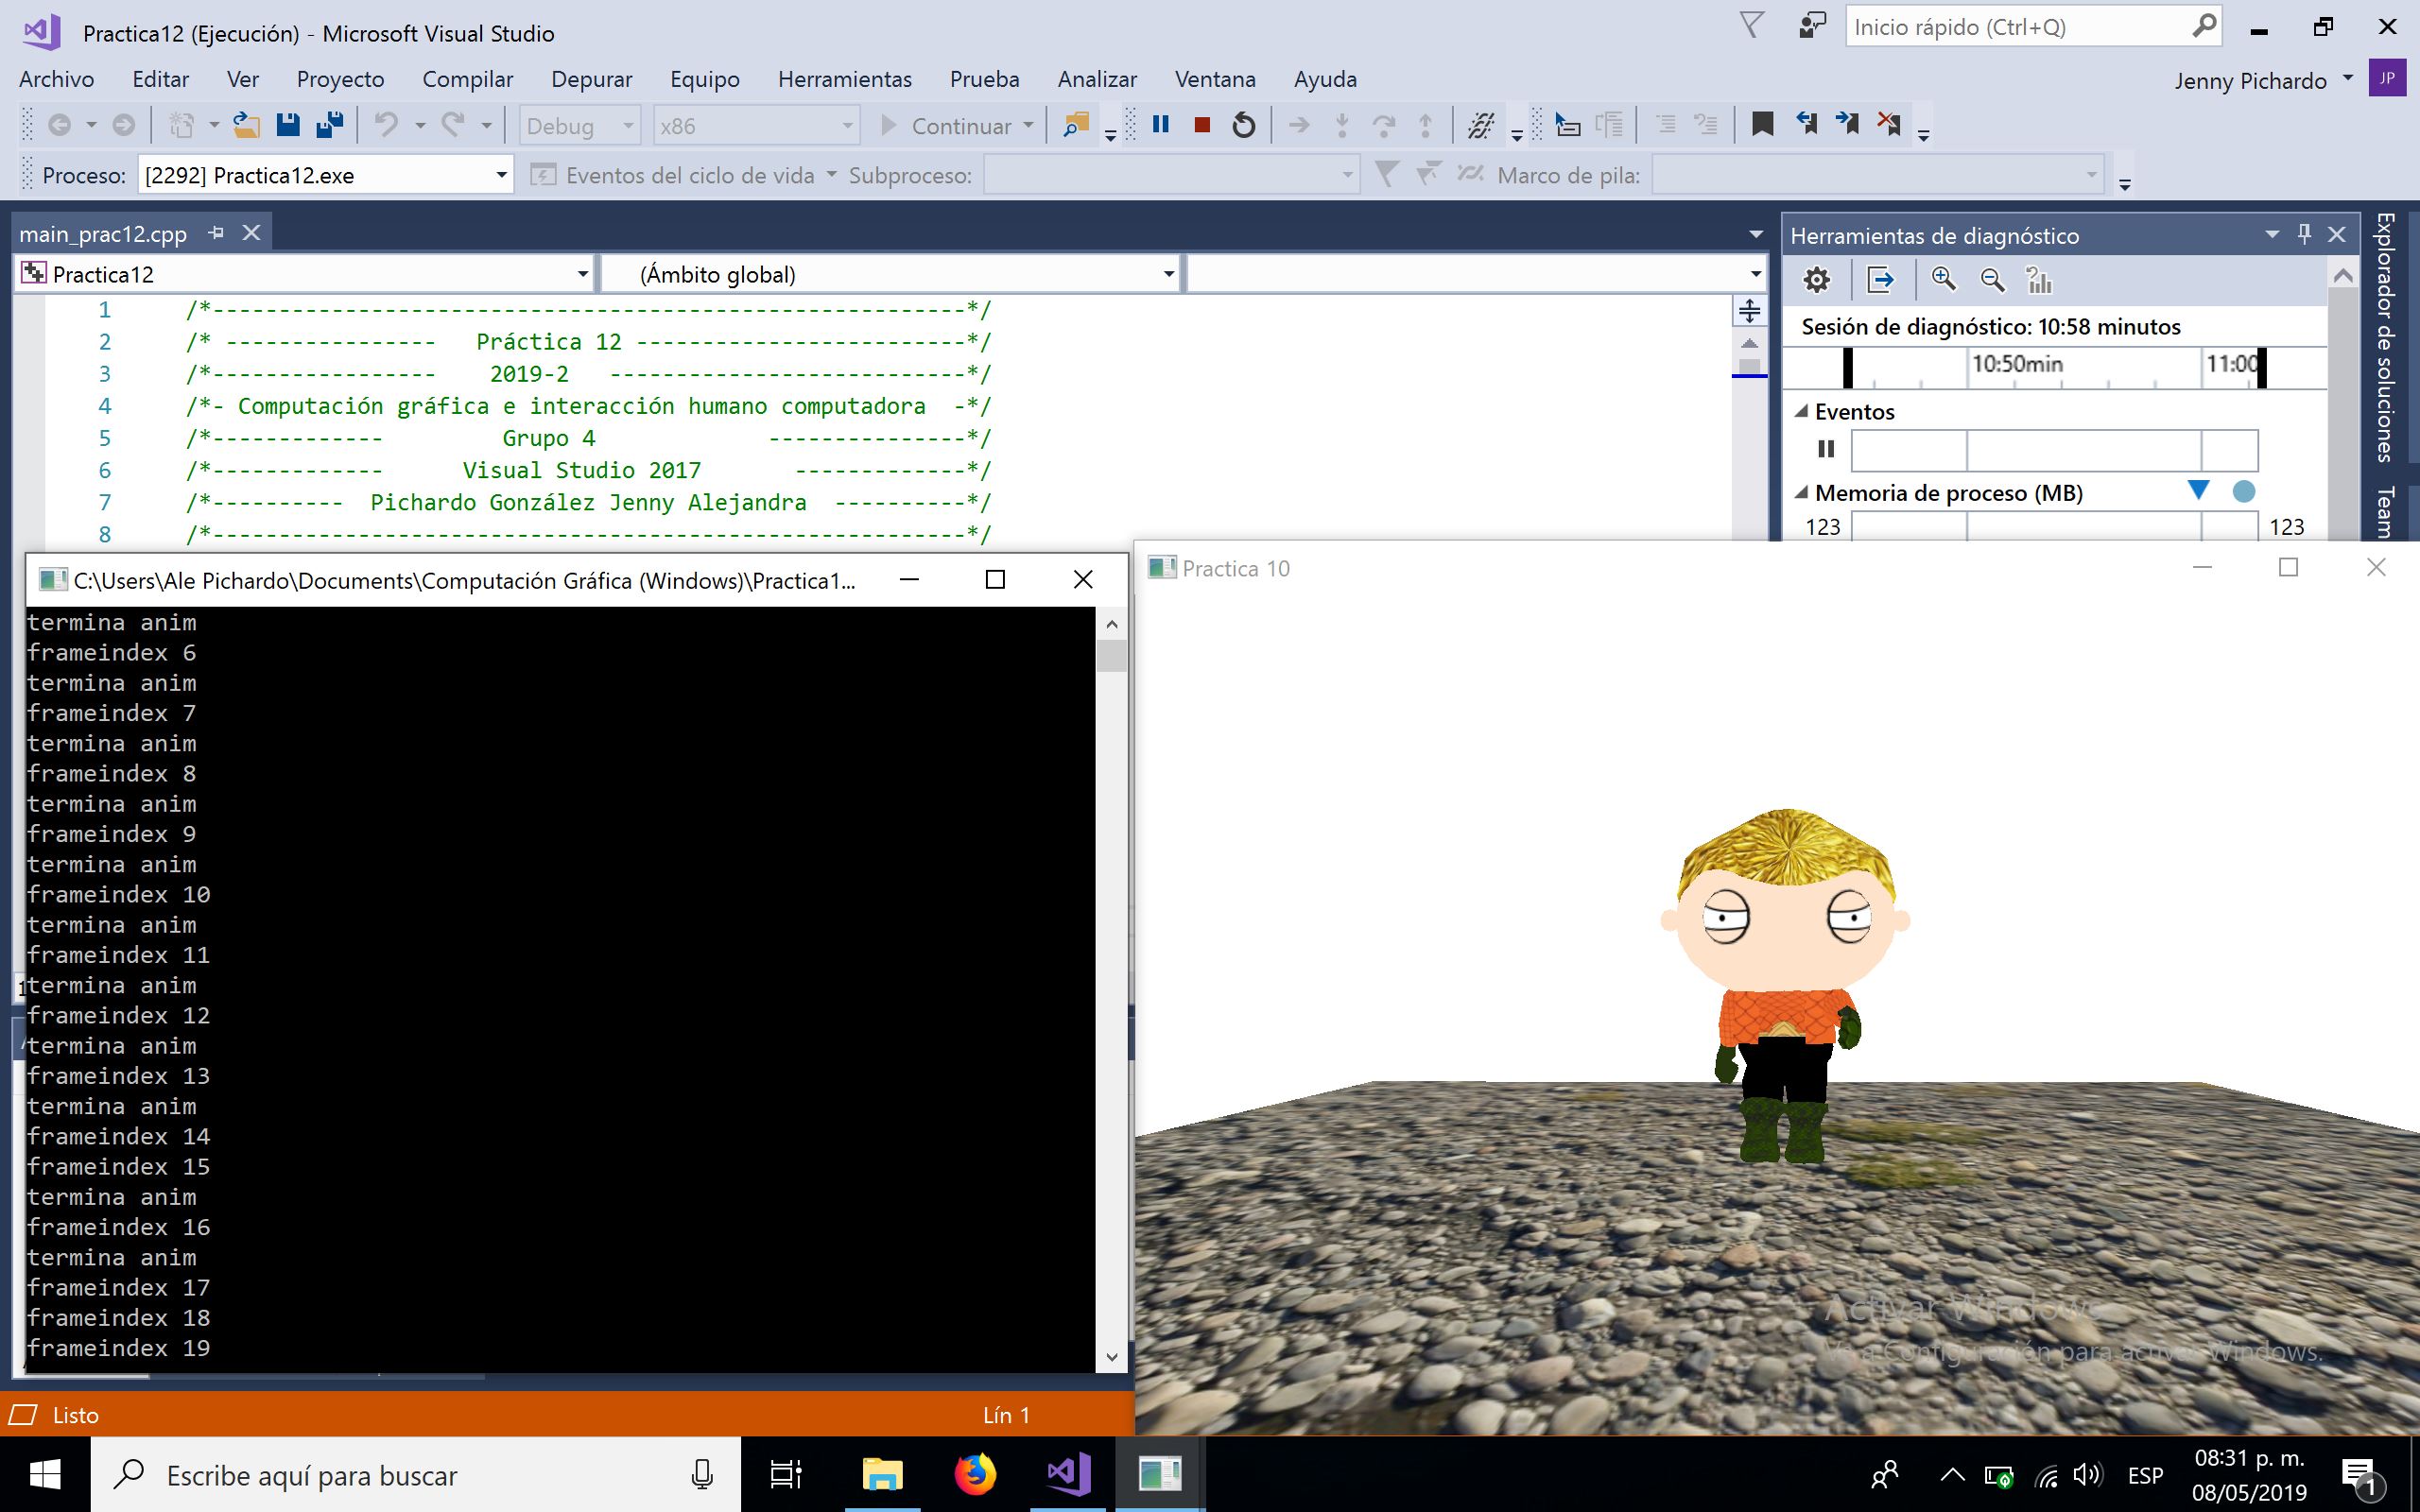 Practica12 (Ejecución) - Microsoft Visual Studio
Inicio rápido (Ctrl+Q)
Archivo Editar Ver Proyecto Compilar Depurar Equipo Herramientas Prueba Analizar Ventana Ayuda
Jenny Pichardo JP
Debug x86 Continuar
Proceso: [2292] Practica12.exe Eventos del ciclo de vida Subproceso: Marco de pila:
main_prac12.cpp
Practica12 (Ámbito global)
1 /*---------------------------------------------------------*/
2 /* ---------------- Práctica 12 -------------------------*/
3 /*----------------- 2019-2 ---------------------------*/
4 /*- Computación gráfica e interacción humano computadora -*/
5 /*------------- Grupo 4 ---------------*/
6 /*------------- Visual Studio 2017 -------------*/
7 /*---------- Pichardo González Jenny Alejandra ----------*/
8 /*---------------------------------------------------------*/
Herramientas de diagnóstico
Sesión de diagnóstico: 10:58 minutos
10:50min 11:00
Eventos
Memoria de proceso (MB)
123 123
Explorador de soluciones
Team
C:\Users\Ale Pichardo\Documents\Computación Gráfica (Windows)\Practica1...
termina anim
frameindex 6
termina anim
frameindex 7
termina anim
frameindex 8
termina anim
frameindex 9
termina anim
frameindex 10
termina anim
frameindex 11
termina anim
frameindex 12
termina anim
frameindex 13
termina anim
frameindex 14
frameindex 15
termina anim
frameindex 16
termina anim
frameindex 17
frameindex 18
frameindex 19
Practica 10
Activar Windows
Ve a Configuración para activar Windows.
Listo Lín 1
Escribe aquí para buscar
ESP
08:31 p. m.
08/05/2019
1